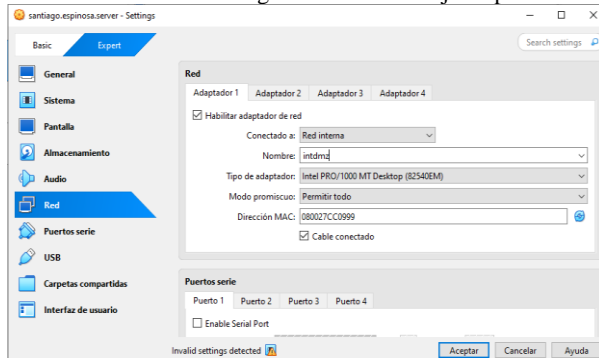 santiago.espinosa.server - Settings
Basic Expert Search settings
General
Sistema
Pantalla
Almacenamiento
Audio
Red
Puertos serie
USB
Carpetas compartidas
Interfaz de usuario
Red
Adaptador 1 Adaptador 2 Adaptador 3 Adaptador 4
Habilitar adaptador de red
Conectado a: Red interna
Nombre: intdmz
Tipo de adaptador: Intel PRO/1000 MT Desktop (82540EM)
Modo promiscuo: Permitir todo
Dirección MAC: 080027CC0999
Cable conectado
Puertos serie
Puerto 1 Puerto 2 Puerto 3 Puerto 4
Enable Serial Port
Invalid settings detected Aceptar Cancelar Ayuda